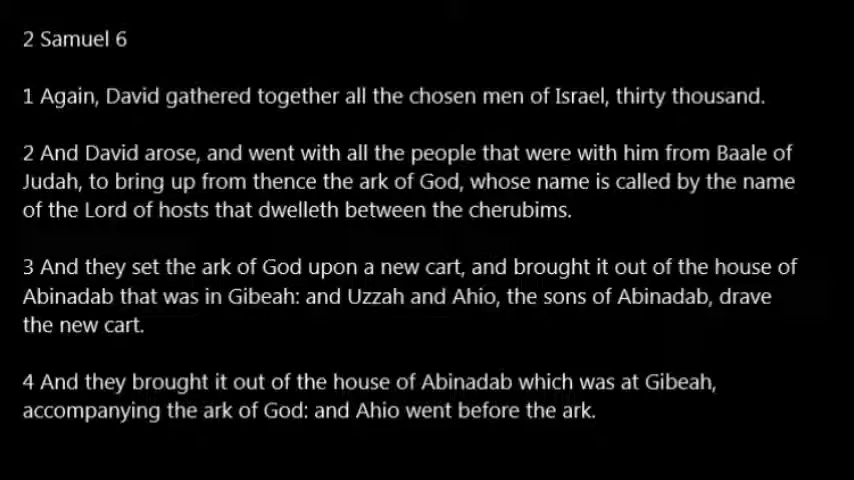 2 Samuel 6
1 Again, David gathered together all the chosen men of Israel, thirty thousand.
2 And David arose, and went with all the people that were with him from Baale of
Judah, to bring up from thence the ark of God, whose name is called by the name
of the Lord of hosts that dwelleth between the cherubims.
3 And they set the ark of God upon a new cart, and brought it out of the house of
Abinadab that was in Gibeah: and Uzzah and Ahio, the sons of Abinadab, drave
the new cart.
4 And they brought it out of the house of Abinadab which was at Gibeah,
accompanying the ark of God: and Ahio went before the ark.